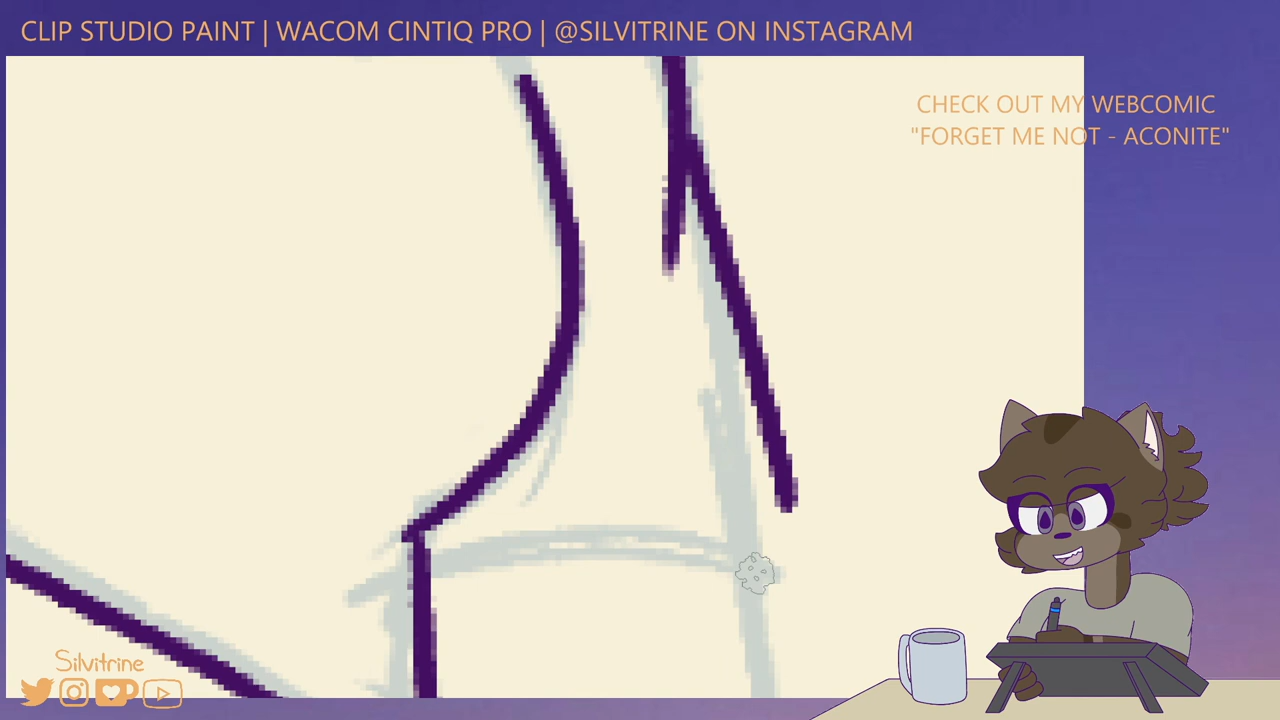 CLIP STUDIO PAINT | WACOM CINTIQ PRO | @SILVITRINE ON INSTAGRAM
CHECK OUT MY WEBCOMIC
"FORGET ME NOT - ACONITE"
Silvitrine